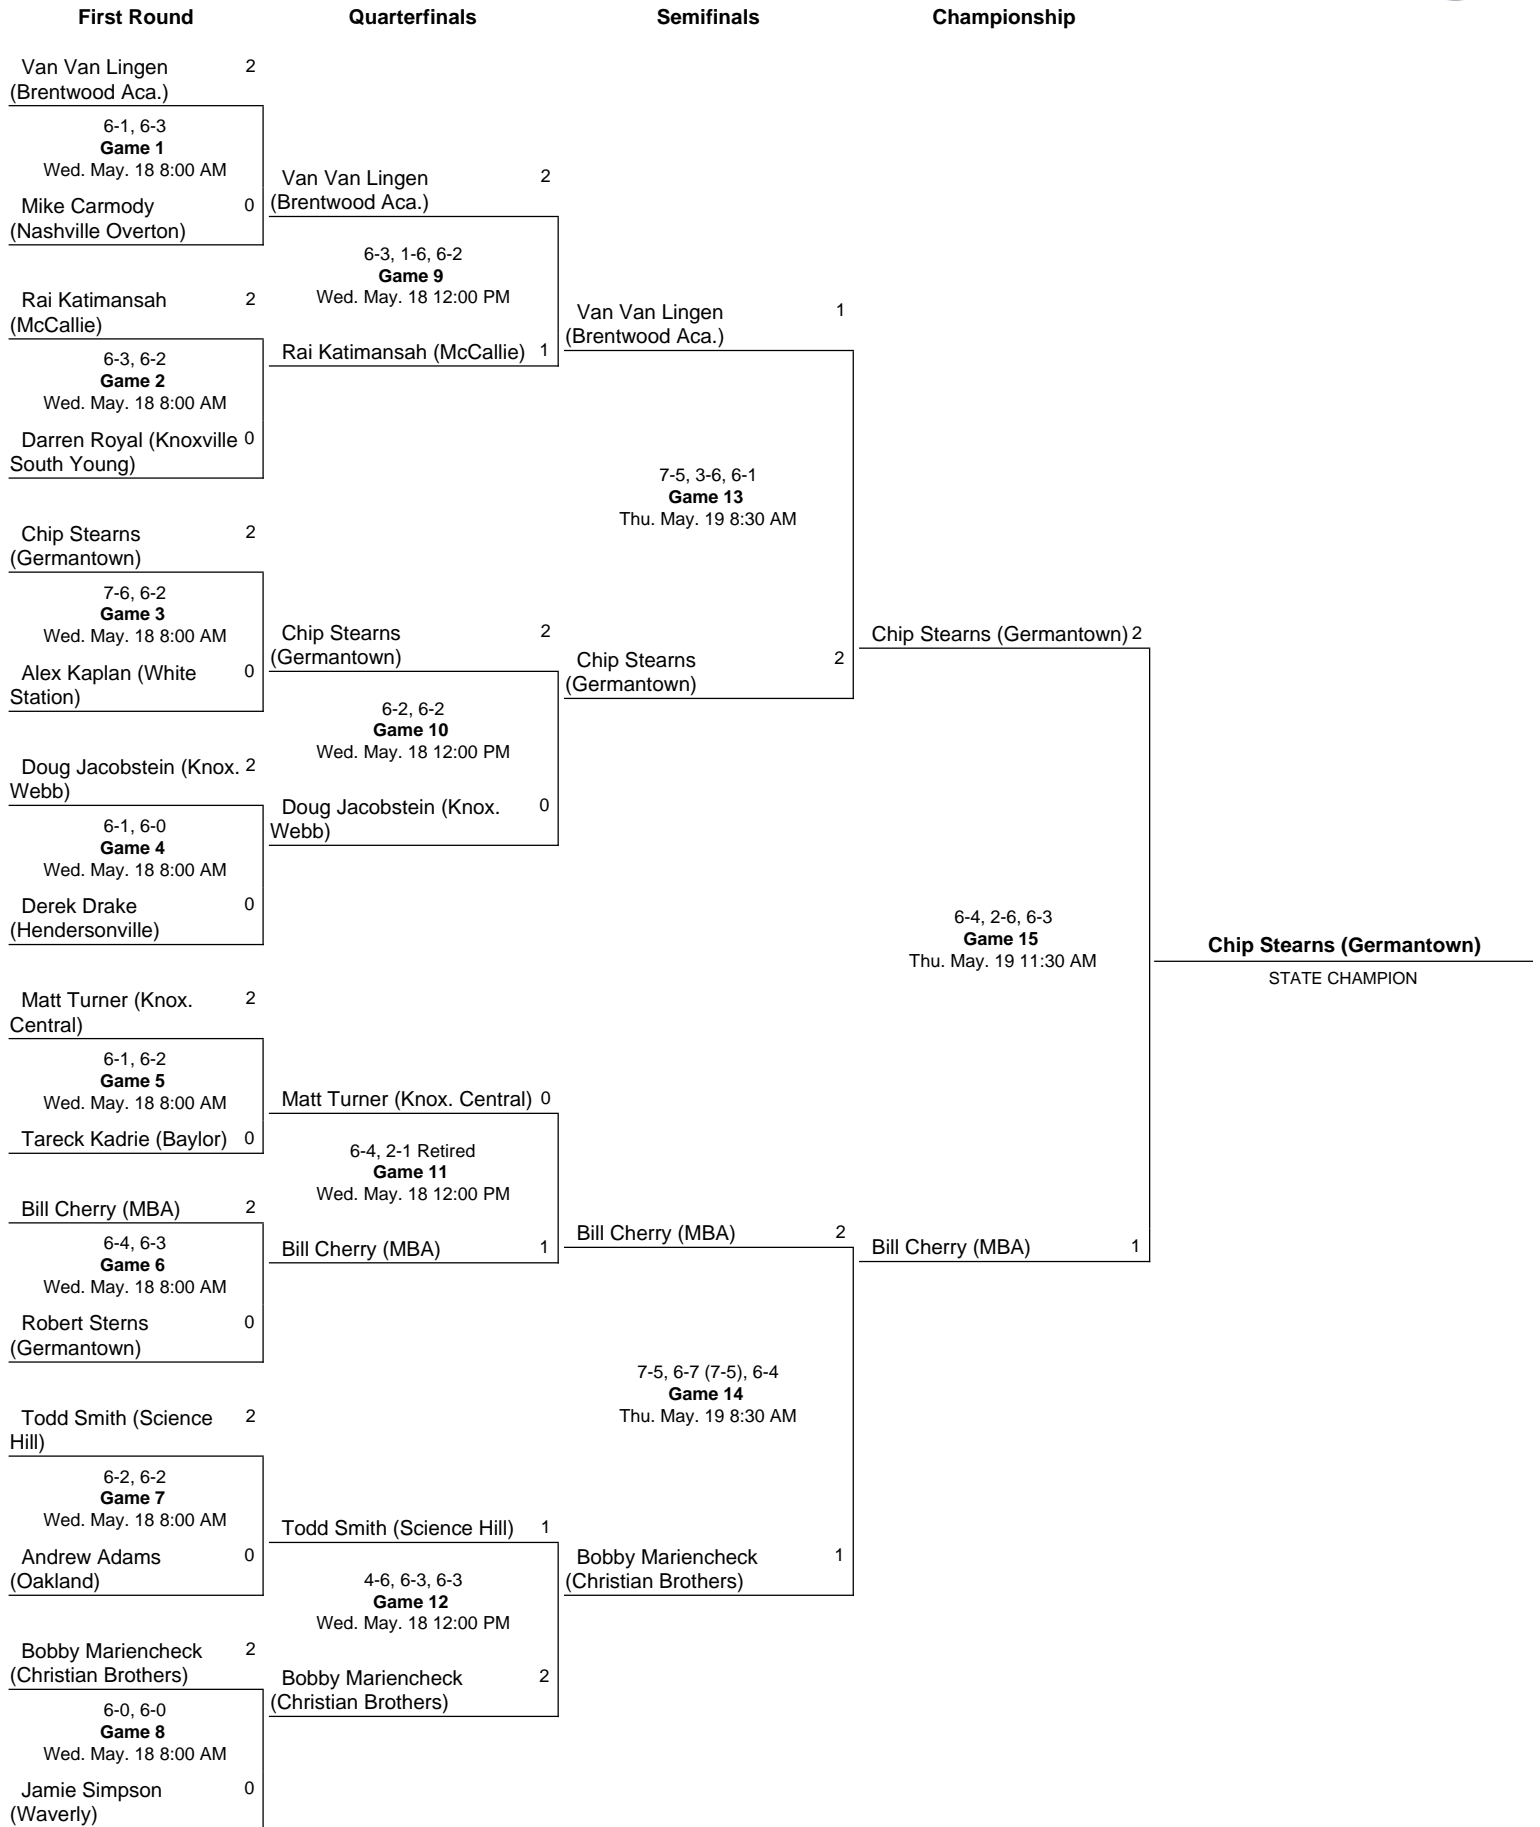 First Round
Quarterfinals
Semifinals
Championship
Van Van Lingen 2
(Brentwood Aca.)
6-1, 6-3
Game 1
Wed. May. 18 8:00 AM
Mike Carmody 0
(Nashville Overton)
Rai Katimansah 2
(McCallie)
6-3, 6-2
Game 2
Wed. May. 18 8:00 AM
Darren Royal (Knoxville 0
South Young)
Chip Stearns 2
(Germantown)
7-6, 6-2
Game 3
Wed. May. 18 8:00 AM
Alex Kaplan (White 0
Station)
Doug Jacobstein (Knox. 2
Webb)
6-1, 6-0
Game 4
Wed. May. 18 8:00 AM
Derek Drake 0
(Hendersonville)
Matt Turner (Knox. 2
Central)
6-1, 6-2
Game 5
Wed. May. 18 8:00 AM
Tareck Kadrie (Baylor) 0
Bill Cherry (MBA) 2
6-4, 6-3
Game 6
Wed. May. 18 8:00 AM
Robert Sterns 0
(Germantown)
Todd Smith (Science 2
Hill)
6-2, 6-2
Game 7
Wed. May. 18 8:00 AM
Andrew Adams 0
(Oakland)
Bobby Mariencheck 2
(Christian Brothers)
6-0, 6-0
Game 8
Wed. May. 18 8:00 AM
Jamie Simpson 0
(Waverly)
Van Van Lingen 2
(Brentwood Aca.)
6-3, 1-6, 6-2
Game 9
Wed. May. 18 12:00 PM
Rai Katimansah (McCallie) 1
Chip Stearns 2
(Germantown)
6-2, 6-2
Game 10
Wed. May. 18 12:00 PM
Doug Jacobstein (Knox. 0
Webb)
Matt Turner (Knox. Central) 0
6-4, 2-1 Retired
Game 11
Wed. May. 18 12:00 PM
Bill Cherry (MBA) 1
Todd Smith (Science Hill) 1
4-6, 6-3, 6-3
Game 12
Wed. May. 18 12:00 PM
Bobby Mariencheck 2
(Christian Brothers)
Van Van Lingen 1
(Brentwood Aca.)
7-5, 3-6, 6-1
Game 13
Thu. May. 19 8:30 AM
Chip Stearns 2
(Germantown)
Bill Cherry (MBA) 2
7-5, 6-7 (7-5), 6-4
Game 14
Thu. May. 19 8:30 AM
Bobby Mariencheck 1
(Christian Brothers)
Chip Stearns (Germantown) 2
6-4, 2-6, 6-3
Game 15
Thu. May. 19 11:30 AM
Bill Cherry (MBA) 1
Chip Stearns (Germantown)
STATE CHAMPION